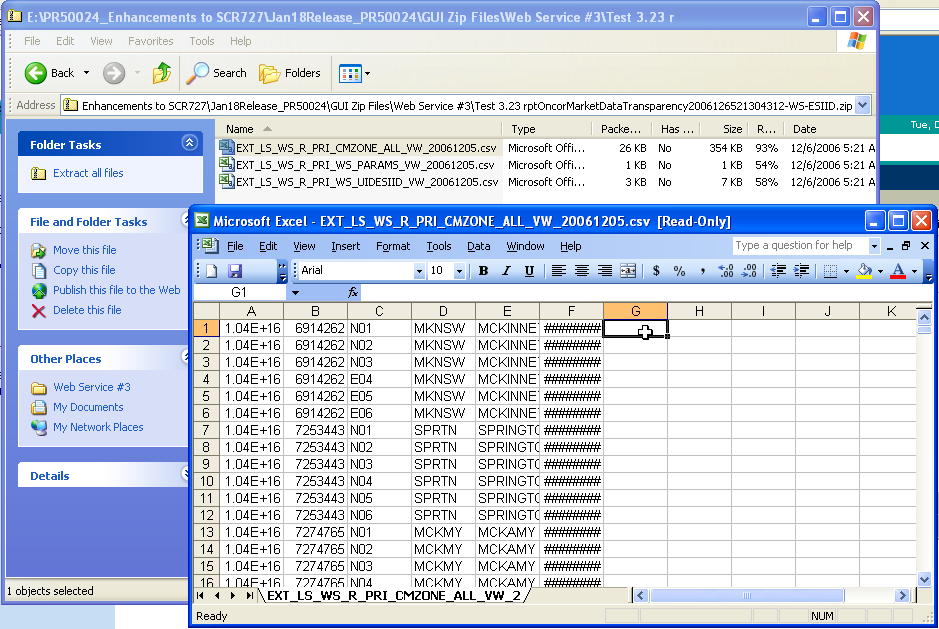 E:\PR50024_Enhancements to SCR727\Jan18Release_PR50024\GUI Zip Files\Web Service #3\Test 3.23 r
File Edit View Favorites Tools Help
Back Search Folders
Address Enhancements to SCR727\Jan18Release_PR50024\GUI Zip Files\Web Service #3\Test 3.23 rptOncorMarketDataTransparency2006126521304312-WS-ESIID.zip
Tue, D
Folder Tasks
Extract all files
File and Folder Tasks
Move this file
Copy this file
Publish this file to the Web
Delete this file
Other Places
Web Service #3
My Documents
My Network Places
Details
1 objects selected
Name Type Packe... Has ... Size R... Date
EXT_LS_WS_R_PRI_CMZONE_ALL_VW_20061205.csv Microsoft Offi... 26 KB No 354 KB 93% 12/6/2006 5:21 A
EXT_LS_WS_R_PRI_WS_PARAMS_VW_20061205.csv Microsoft Offi... 1 KB No 1 KB 54% 12/6/2006 5:21 A
EXT_LS_WS_R_PRI_WS_UIDESIID_VW_20061205.csv Microsoft Offi... 3 KB No 7 KB 58% 12/6/2006 5:21 A
Microsoft Excel - EXT_LS_WS_R_PRI_CMZONE_ALL_VW_20061205.csv [Read-Only]
File Edit View Insert Format Tools Data Window Help Type a question for help
Arial 10 B I U $ % , .00 A
G1 fx
A B C D E F G H I J K
1 1.04E+16 6914262 N01 MKNSW MCKINNE ########
2 1.04E+16 6914262 N02 MKNSW MCKINNE ########
3 1.04E+16 6914262 N03 MKNSW MCKINNE ########
4 1.04E+16 6914262 E04 MKNSW MCKINNE ########
5 1.04E+16 6914262 E05 MKNSW MCKINNE ########
6 1.04E+16 6914262 E06 MKNSW MCKINNE ########
7 1.04E+16 7253443 N01 SPRTN SPRINGTO ########
8 1.04E+16 7253443 N02 SPRTN SPRINGTO ########
9 1.04E+16 7253443 N03 SPRTN SPRINGTO ########
10 1.04E+16 7253443 N04 SPRTN SPRINGTO ########
11 1.04E+16 7253443 N05 SPRTN SPRINGTO ########
12 1.04E+16 7253443 N06 SPRTN SPRINGTO ########
13 1.04E+16 7274765 N01 MCKMY MCKAMY ########
14 1.04E+16 7274765 N02 MCKMY MCKAMY ########
15 1.04E+16 7274765 N03 MCKMY MCKAMY ########
16 1.04E+16 7274765 N04 MCKMY MCKAMY ########
EXT_LS_WS_R_PRI_CMZONE_ALL_VW_2
Ready NUM